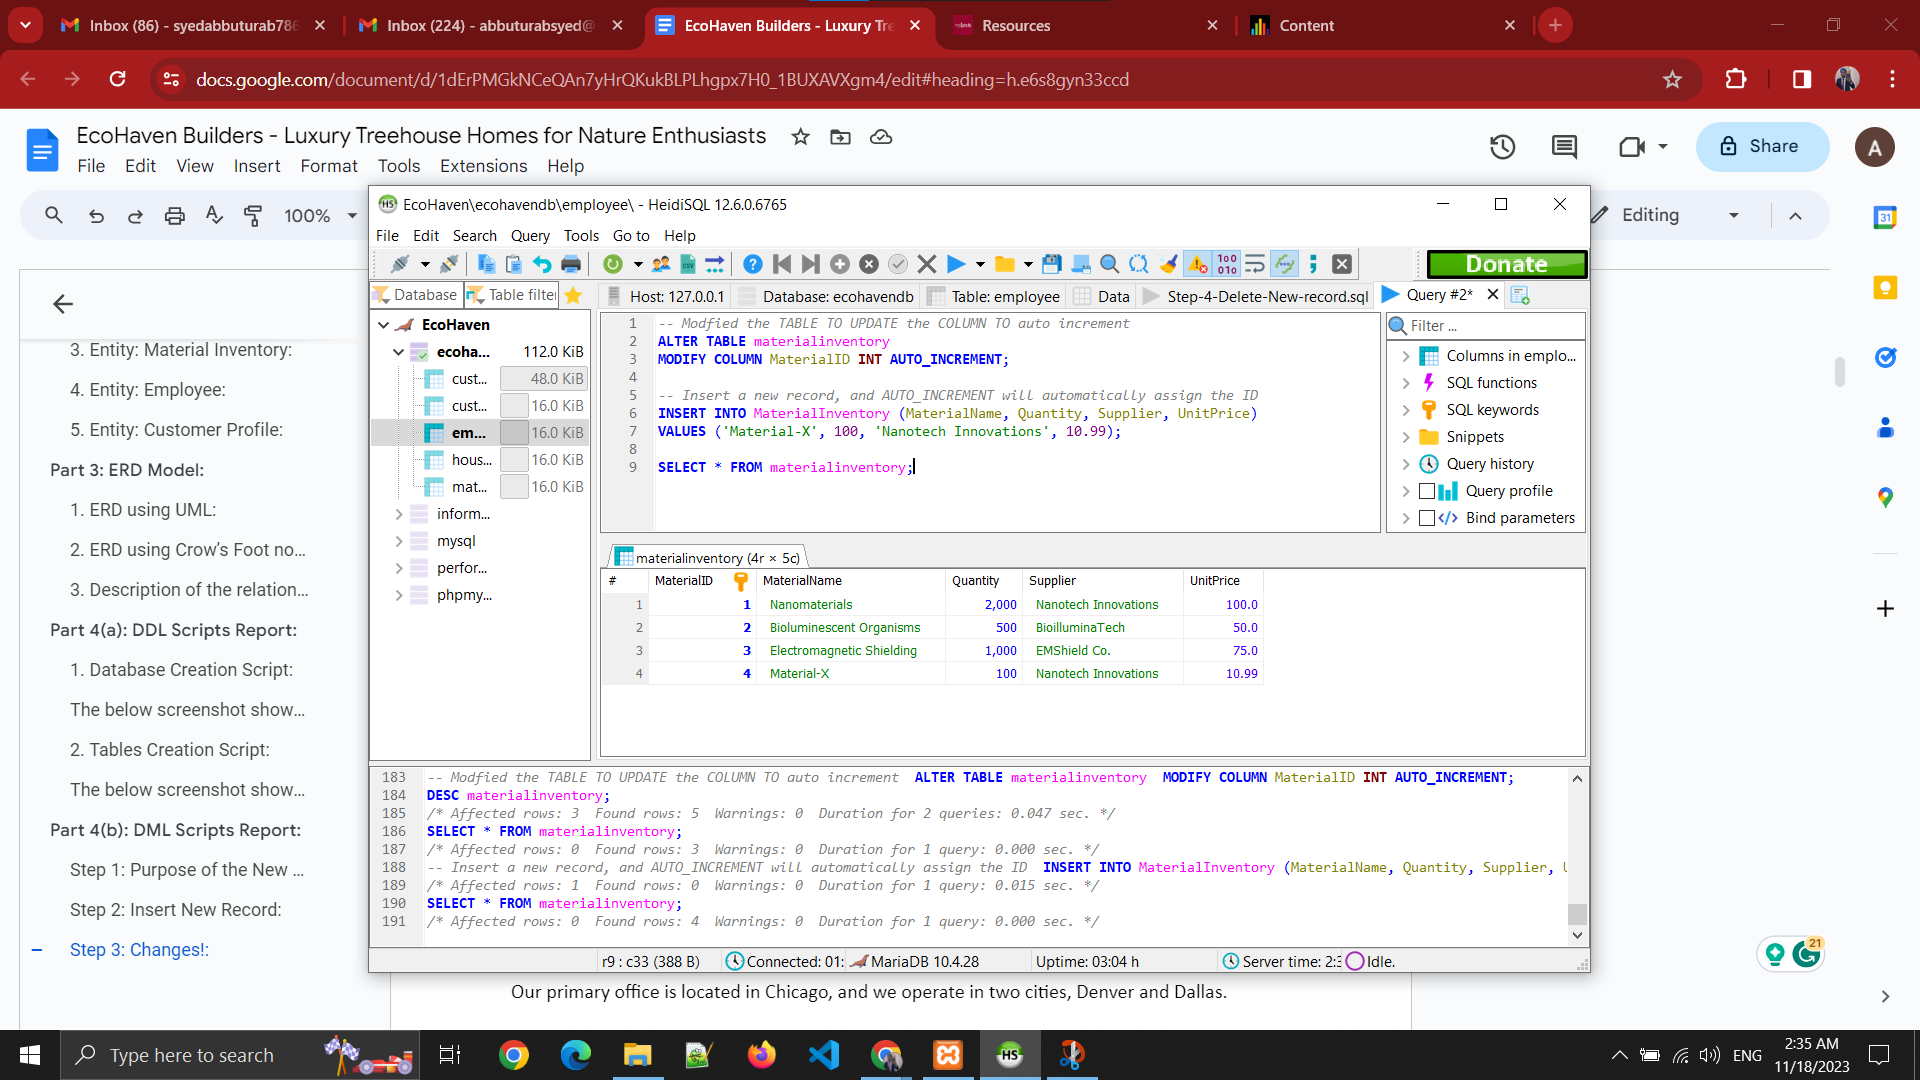 Inbox (86) - syedabbuturab786
Inbox (224) - abbuturabsyed@
EcoHaven Builders - Luxury Tre
Resources
Content
docs.google.com/document/d/1dErPMGkNCeQAn7yHrQKukBLPLhgpx7H0_1BUXAVXgm4/edit#heading=h.e6s8gyn33ccd
EcoHaven Builders - Luxury Treehouse Homes for Nature Enthusiasts
File Edit View Insert Format Tools Extensions Help
Share
A
100%
Editing
31
3. Entity: Material Inventory:
4. Entity: Employee:
5. Entity: Customer Profile:
Part 3: ERD Model:
1. ERD using UML:
2. ERD using Crow's Foot no...
3. Description of the relation...
Part 4(a): DDL Scripts Report:
1. Database Creation Script:
The below screenshot show...
2. Tables Creation Script:
The below screenshot show...
Part 4(b): DML Scripts Report:
Step 1: Purpose of the New ...
Step 2: Insert New Record:
Step 3: Changes!:
HS EcoHaven\ecohavendb\employee\ - HeidiSQL 12.6.0.6765
File Edit Search Query Tools Go to Help
Donate
Database Table filter
Host: 127.0.0.1 Database: ecohavendb Table: employee Data Step-4-Delete-New-record.sql Query #2*
EcoHaven
ecoha... 112.0 KiB
cust... 48.0 KiB
cust... 16.0 KiB
em... 16.0 KiB
hous... 16.0 KiB
mat... 16.0 KiB
inform...
mysql
perfor...
phpmy...
1 -- Modfied the TABLE TO UPDATE the COLUMN TO auto increment
2 ALTER TABLE materialinventory
3 MODIFY COLUMN MaterialID INT AUTO_INCREMENT;
4
5 -- Insert a new record, and AUTO_INCREMENT will automatically assign the ID
6 INSERT INTO MaterialInventory (MaterialName, Quantity, Supplier, UnitPrice)
7 VALUES ('Material-X', 100, 'Nanotech Innovations', 10.99);
8
9 SELECT * FROM materialinventory;
Filter ...
Columns in emplo...
SQL functions
SQL keywords
Snippets
Query history
Query profile
Bind parameters
materialinventory (4r × 5c)
# MaterialID MaterialName Quantity Supplier UnitPrice
1 1 Nanomaterials 2,000 Nanotech Innovations 100.0
2 2 Bioluminescent Organisms 500 BioilluminaTech 50.0
3 3 Electromagnetic Shielding 1,000 EMShield Co. 75.0
4 4 Material-X 100 Nanotech Innovations 10.99
183 -- Modfied the TABLE TO UPDATE the COLUMN TO auto increment ALTER TABLE materialinventory MODIFY COLUMN MaterialID INT AUTO_INCREMENT;
184 DESC materialinventory;
185 /* Affected rows: 3 Found rows: 5 Warnings: 0 Duration for 2 queries: 0.047 sec. */
186 SELECT * FROM materialinventory;
187 /* Affected rows: 0 Found rows: 3 Warnings: 0 Duration for 1 query: 0.000 sec. */
188 -- Insert a new record, and AUTO_INCREMENT will automatically assign the ID INSERT INTO MaterialInventory (MaterialName, Quantity, Supplier, U
189 /* Affected rows: 1 Found rows: 0 Warnings: 0 Duration for 1 query: 0.015 sec. */
190 SELECT * FROM materialinventory;
191 /* Affected rows: 0 Found rows: 4 Warnings: 0 Duration for 1 query: 0.000 sec. */
r9 : c33 (388 B) Connected: 01: MariaDB 10.4.28 Uptime: 03:04 h Server time: 2:3 Idle.
21
Our primary office is located in Chicago, and we operate in two cities, Denver and Dallas.
Type here to search
HS
ENG
2:35 AM
11/18/2023